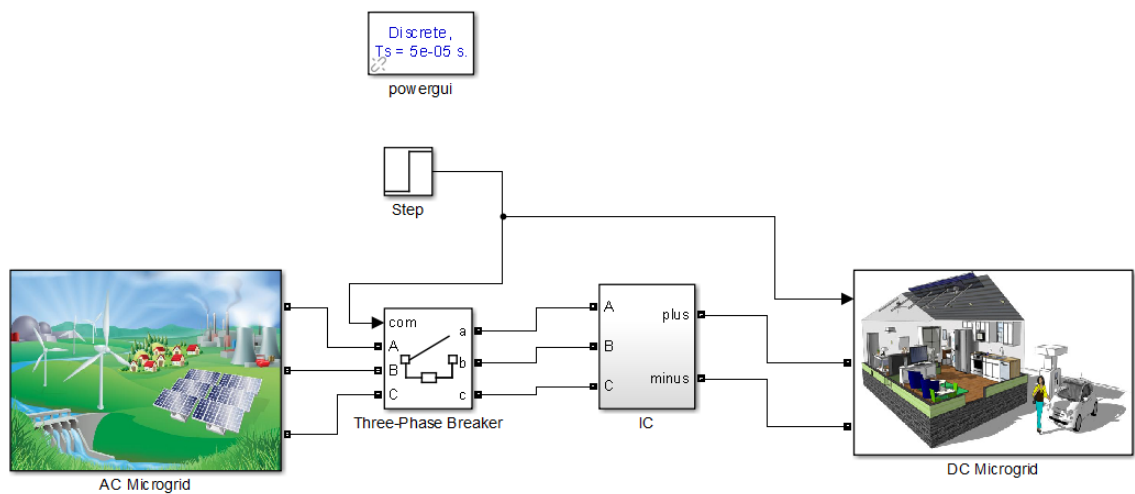 Discrete,
Ts = 5e-05 s.
powergui
Step
com
A
B
C
a
b
c
Three-Phase Breaker
A
B
C
plus
minus
IC
AC Microgrid
DC Microgrid